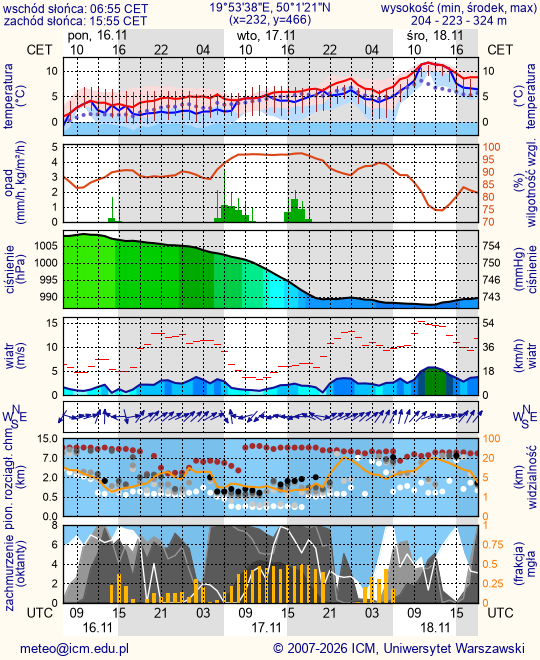 wschód słońca: 06:55 CET
19°53'38"E, 50°1'21"N
wysokość (min, środek, max)
zachód słońca: 15:55 CET
(x=232, y=466)
204 - 223 - 324 m
pon, 16.11
wto, 17.11
śro, 18.11
CET 10 16 22 04 10 16 22 04 10 16 CET
temperatura (°C)
10
5
0
10
5
0
temperatura (°C)
opad (mm/h, kg/m²/h)
5
4
3
2
1
0
100
95
90
85
80
75
70
(%) wilgotność wzgl.
ciśnienie (hPa)
1005
1000
995
990
754
750
746
743
(mmHg) ciśnienie
wiatr (m/s)
15
10
5
0
54
36
18
0
(km/h) wiatr
N
W E
S
N
W E
S
pion. rozciągł. chm. (km)
15.0
7.0
2.0
0.5
0.0
100
20
5
1
0
(km) widzialność
zachmurzenie (oktanty)
8
6
4
2
0
1
0.75
0.5
0.25
0
(frakcja) mgła
UTC 09 15 21 03 09 15 21 03 09 15 UTC
16.11
17.11
18.11
meteo@icm.edu.pl
© 2007-2026 ICM, Uniwersytet Warszawski